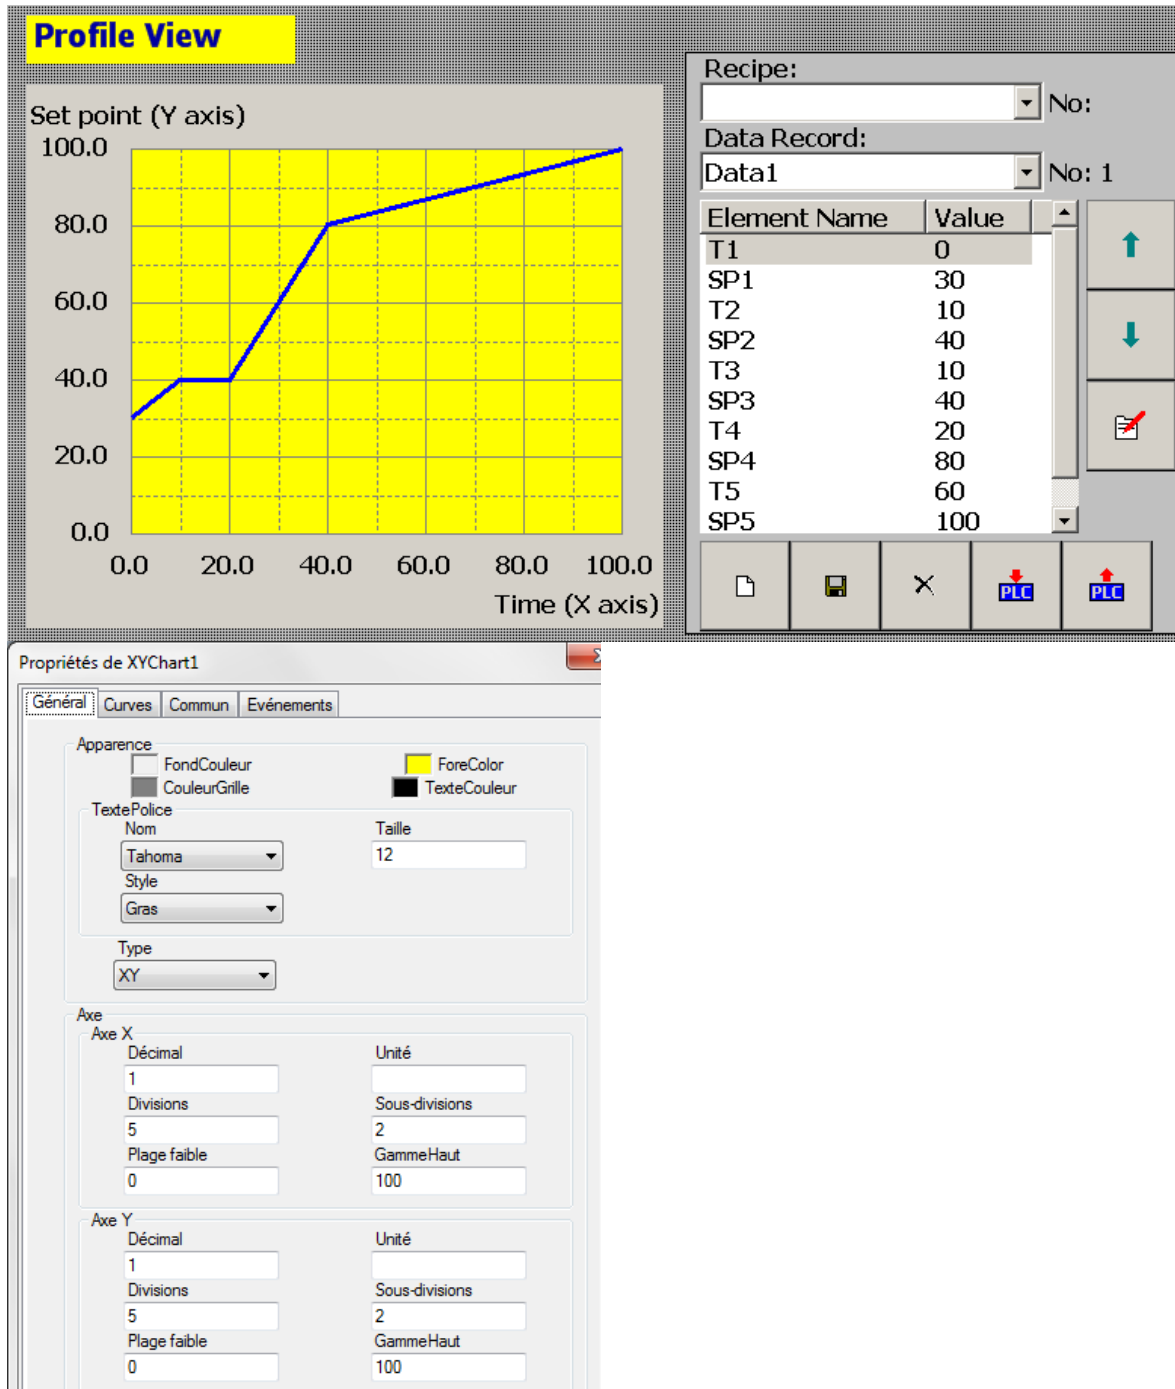 Profile View
Set point (Y axis)
100.0
80.0
60.0
40.0
20.0
0.0
0.0 20.0 40.0 60.0 80.0 100.0
Time (X axis)
Recipe:
No:
Data Record:
Data1 No: 1
Element Name Value
T1 0
SP1 30
T2 10
SP2 40
T3 10
SP3 40
T4 20
SP4 80
T5 60
SP5 100
PLC PLC
Propriétés de XYChart1
Général Curves Commun Evénements
Apparence
FondCouleur ForeColor
CouleurGrille TexteCouleur
TextePolice
Nom Taille
Tahoma 12
Style
Gras
Type
XY
Axe
Axe X
Décimal Unité
1
Divisions Sous-divisions
5 2
Plage faible GammeHaut
0 100
Axe Y
Décimal Unité
1
Divisions Sous-divisions
5 2
Plage faible GammeHaut
0 100